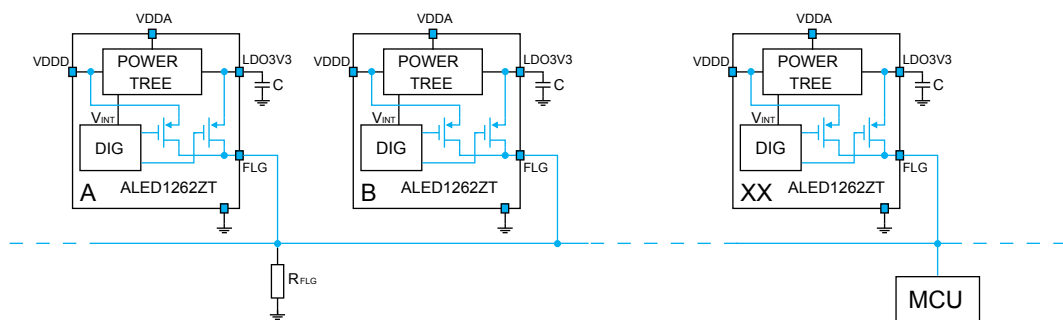 VDDA
VDDD
POWER
TREE
LDO3V3
C
VINT
DIG
FLG
A
ALED1262ZT
VDDA
VDDD
POWER
TREE
LDO3V3
C
VINT
DIG
FLG
B
ALED1262ZT
VDDA
VDDD
POWER
TREE
LDO3V3
C
VINT
DIG
FLG
XX
ALED1262ZT
RFLG
MCU